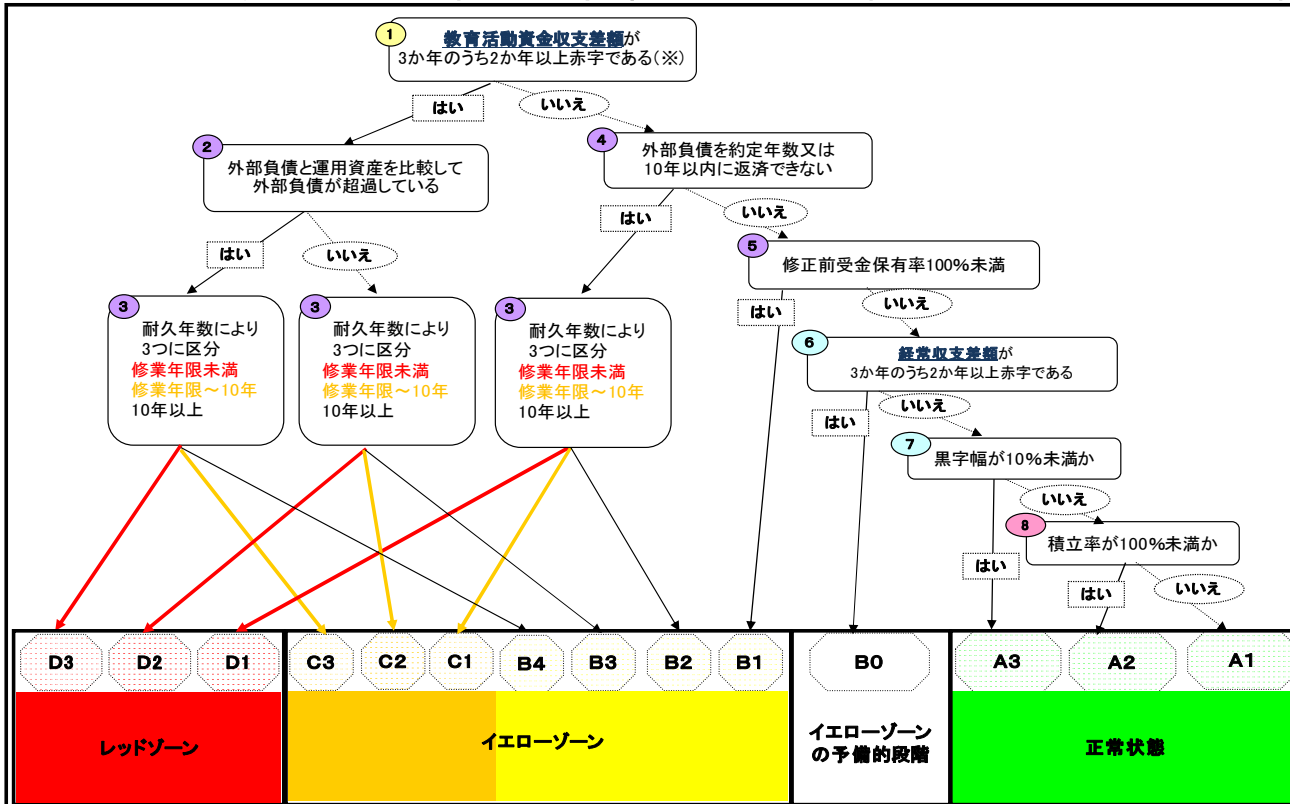 1
教育活動資金収支差額が
3か年のうち2か年以上赤字である(※)
はい
いいえ
2
外部負債と運用資産を比較して
外部負債が超過している
4
外部負債を約定年数又は
10年以内に返済できない
はい
いいえ
はい
いいえ
5
修正前受金保有率100%未満
3
耐久年数により
3つに区分
修業年限未満
修業年限～10年
10年以上
3
耐久年数により
3つに区分
修業年限未満
修業年限～10年
10年以上
3
耐久年数により
3つに区分
修業年限未満
修業年限～10年
10年以上
はい
いいえ
6
経常収支差額が
3か年のうち2か年以上赤字である
はい
いいえ
7
黒字幅が10%未満か
はい
いいえ
8
積立率が100%未満か
はい
いいえ
D3
D2
D1
C3
C2
C1
B4
B3
B2
B1
B0
A3
A2
A1
レッドゾーン
イエローゾーン
イエローゾーン
の予備的段階
正常状態